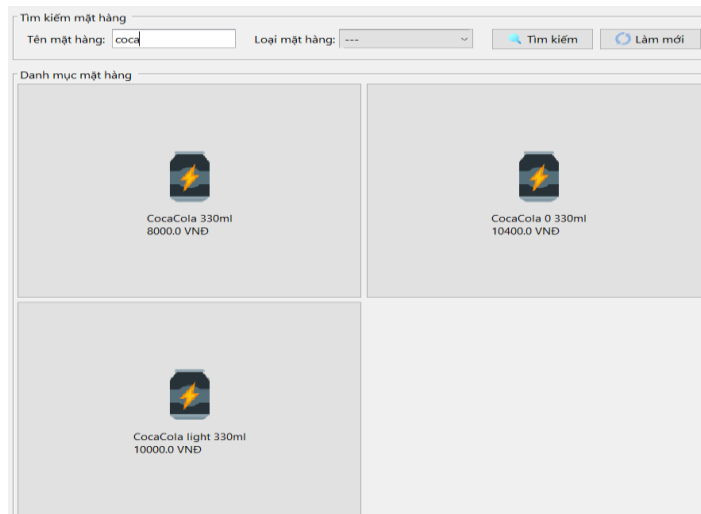 Tìm kiếm mặt hàng
Tên mặt hàng: coca Loại mặt hàng: --- Tìm kiếm Làm mới
Danh mục mặt hàng
CocaCola 330ml
8000.0 VNĐ
CocaCola 0 330ml
10400.0 VNĐ
CocaCola light 330ml
10000.0 VNĐ